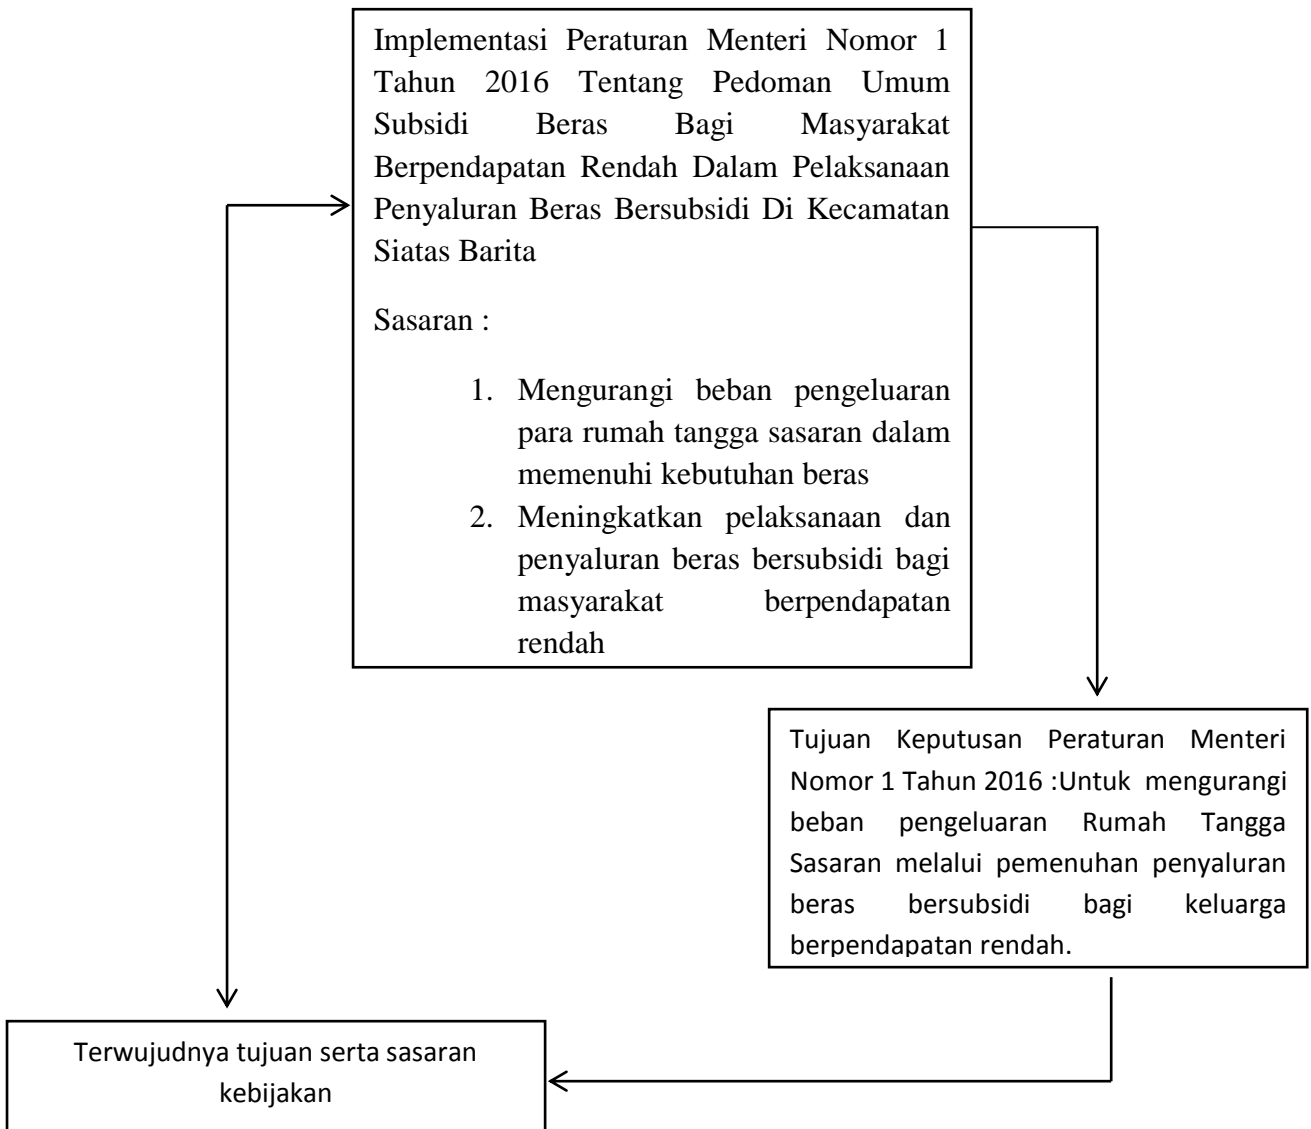 Implementasi Peraturan Menteri Nomor 1
Tahun 2016 Tentang Pedoman Umum
Subsidi Beras Bagi Masyarakat
Berpendapatan Rendah Dalam Pelaksanaan
Penyaluran Beras Bersubsidi Di Kecamatan
Siatas Barita
Sasaran :
1. Mengurangi beban pengeluaran
para rumah tangga sasaran dalam
memenuhi kebutuhan beras
2. Meningkatkan pelaksanaan dan
penyaluran beras bersubsidi bagi
masyarakat berpendapatan
rendah
Tujuan Keputusan Peraturan Menteri
Nomor 1 Tahun 2016 :Untuk mengurangi
beban pengeluaran Rumah Tangga
Sasaran melalui pemenuhan penyaluran
beras bersubsidi bagi keluarga
berpendapatan rendah.
Terwujudnya tujuan serta sasaran
kebijakan